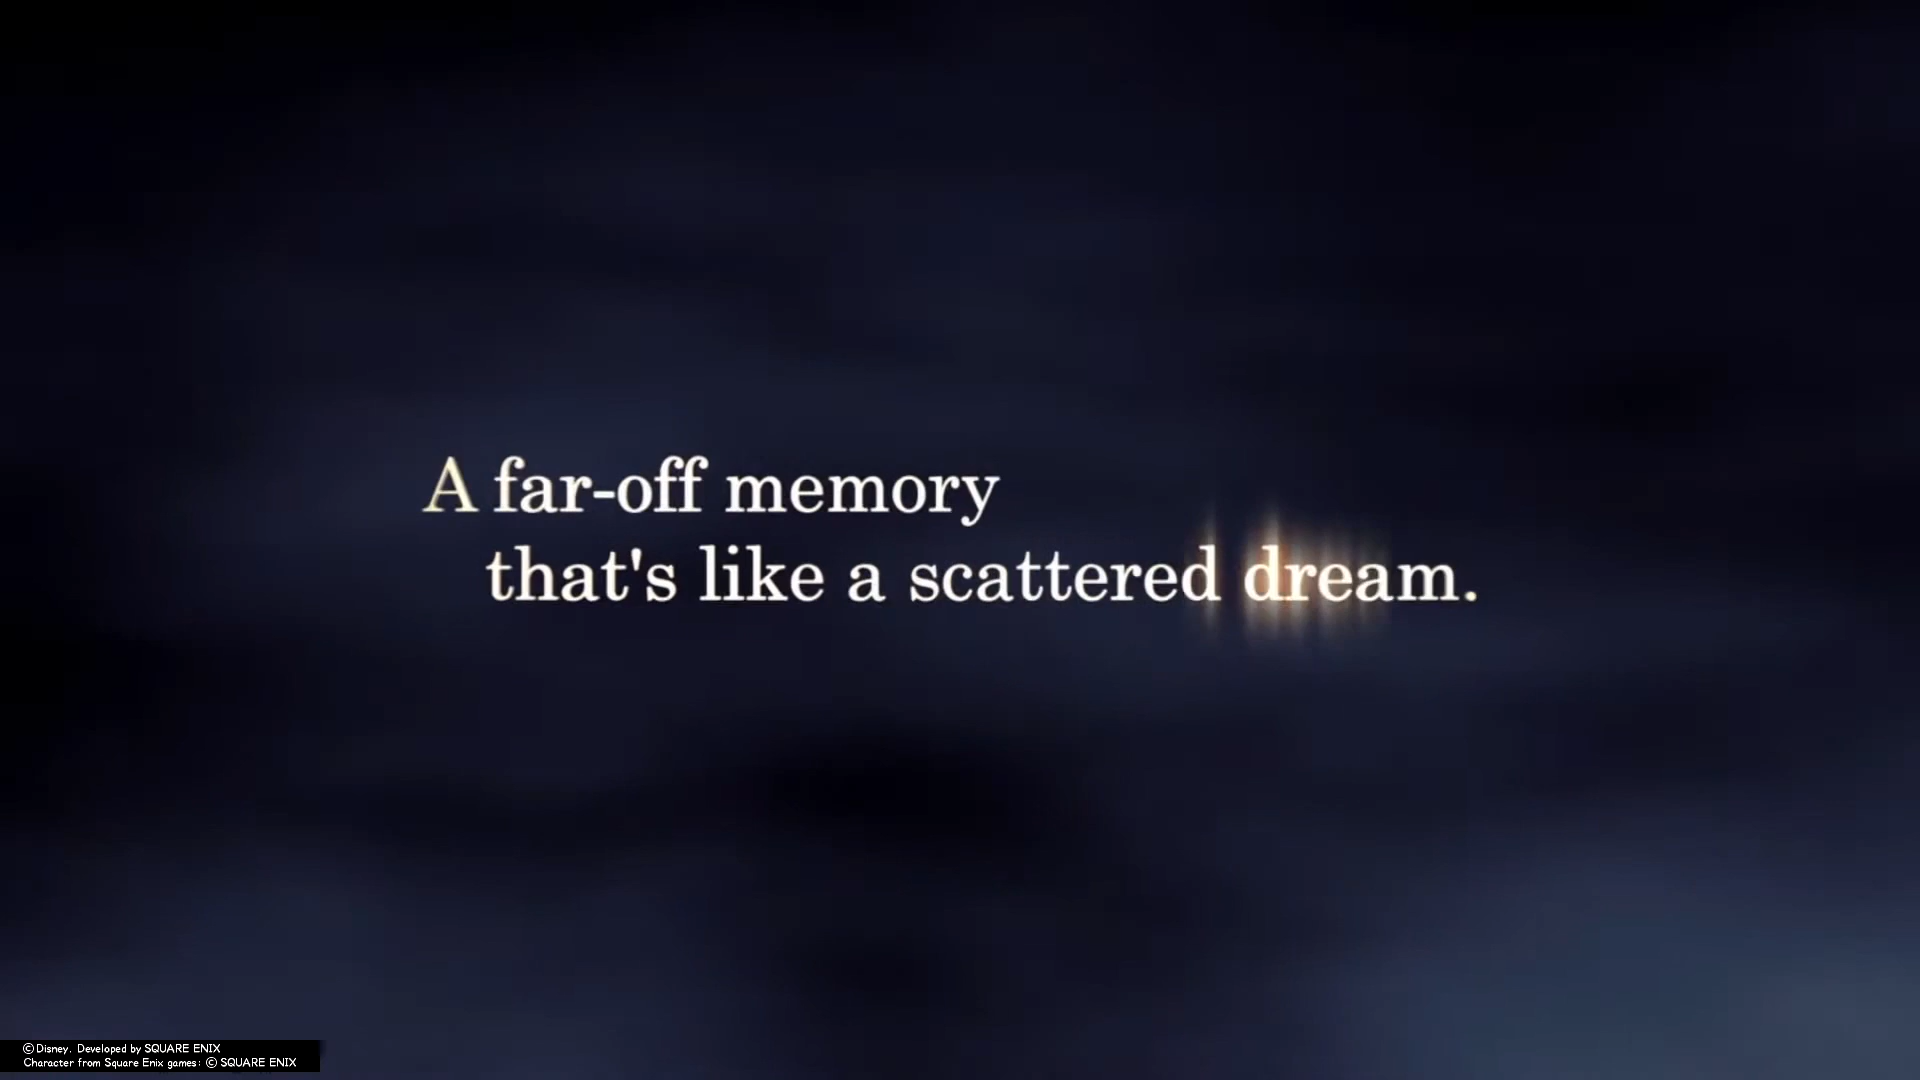 A far-off memory
that's like a scattered dream.
©Disney. Developed by SQUARE ENIX
Character from Square Enix games: © SQUARE ENIX